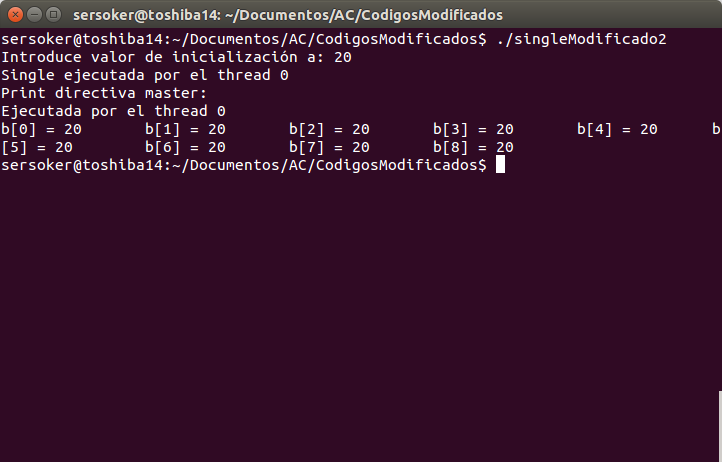 sersoker@toshiba14: ~/Documentos/AC/CodigosModificados
sersoker@toshiba14:~/Documentos/AC/CodigosModificados$ ./singleModificado2
Introduce valor de inicialización a: 20
Single ejecutada por el thread 0
Print directiva master:
Ejecutada por el thread 0
b[0] = 20	b[1] = 20	b[2] = 20	b[3] = 20	b[4] = 20	b
[5] = 20	b[6] = 20	b[7] = 20	b[8] = 20
sersoker@toshiba14:~/Documentos/AC/CodigosModificados$